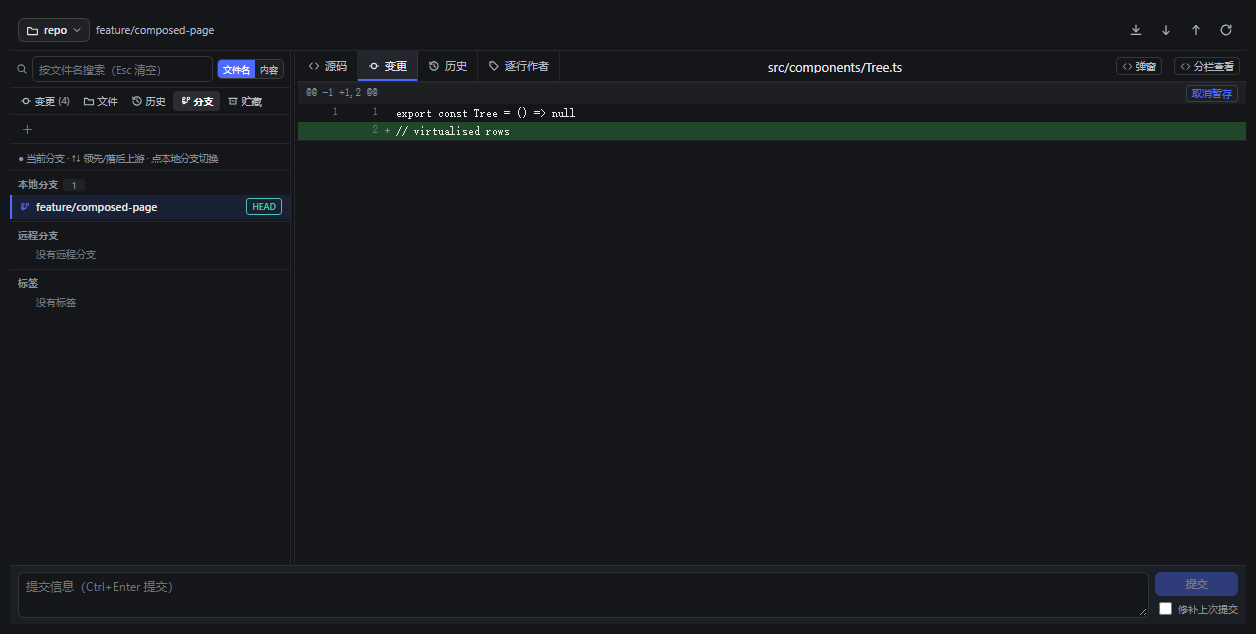 repo feature/composed-page
按文件名搜索（Esc 清空） 文件名 内容
变更 (4) 文件 历史 分支 贮藏
+
● 当前分支 · ↑↓ 领先/落后上游 · 点本地分支切换
本地分支 1
feature/composed-page HEAD
远程分支
没有远程分支
标签
没有标签
<> 源码 变更 历史 逐行作者 src/components/Tree.ts <> 弹窗 <> 分栏查看
@@ -1 +1,2 @@ 取消暂存
1 1 export const Tree = () => null
2 + // virtualised rows
提交信息（Ctrl+Enter 提交） 提交
修补上次提交